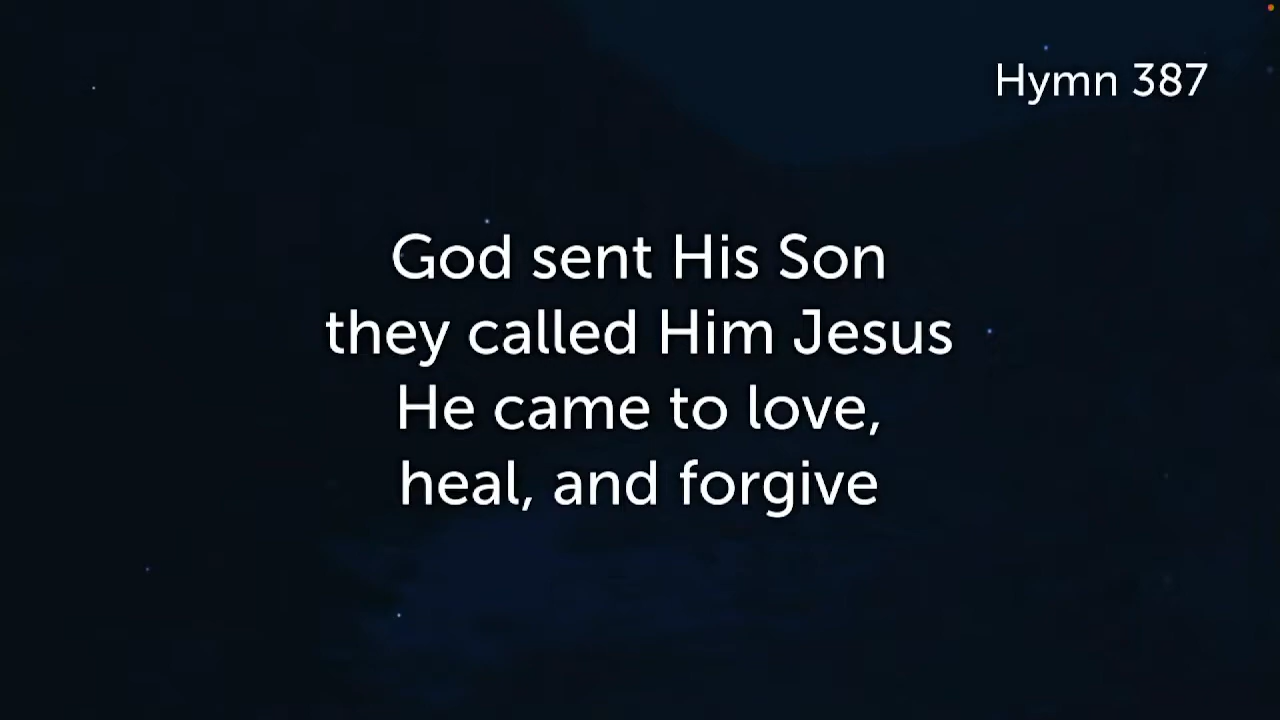 Hymn 387
God sent His Son
they called Him Jesus
He came to love,
heal, and forgive